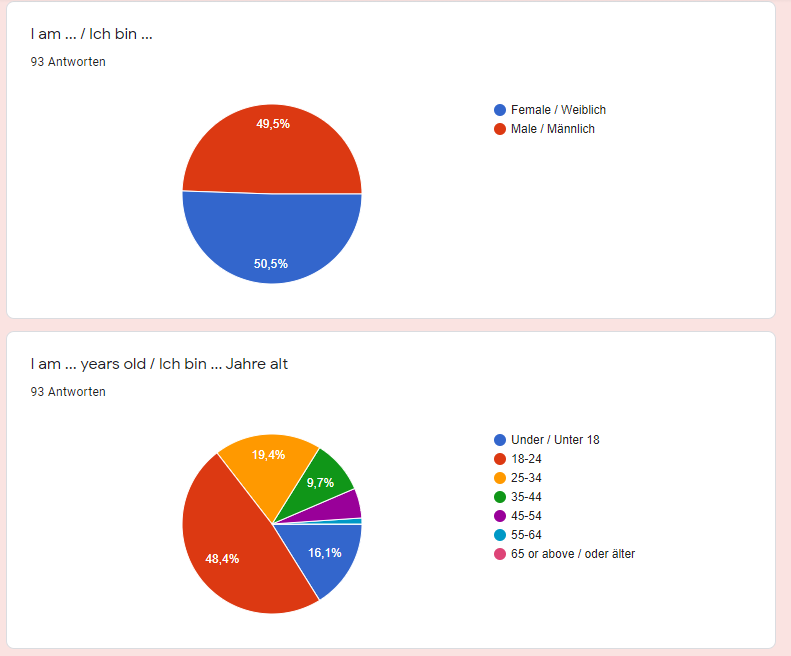 I am ... / Ich bin ...
93 Antworten
49,5%
50,5%
Female / Weiblich
Male / Männlich
I am ... years old / Ich bin ... Jahre alt
93 Antworten
19,4%
9,7%
48,4%
16,1%
Under / Unter 18
18-24
25-34
35-44
45-54
55-64
65 or above / oder älter